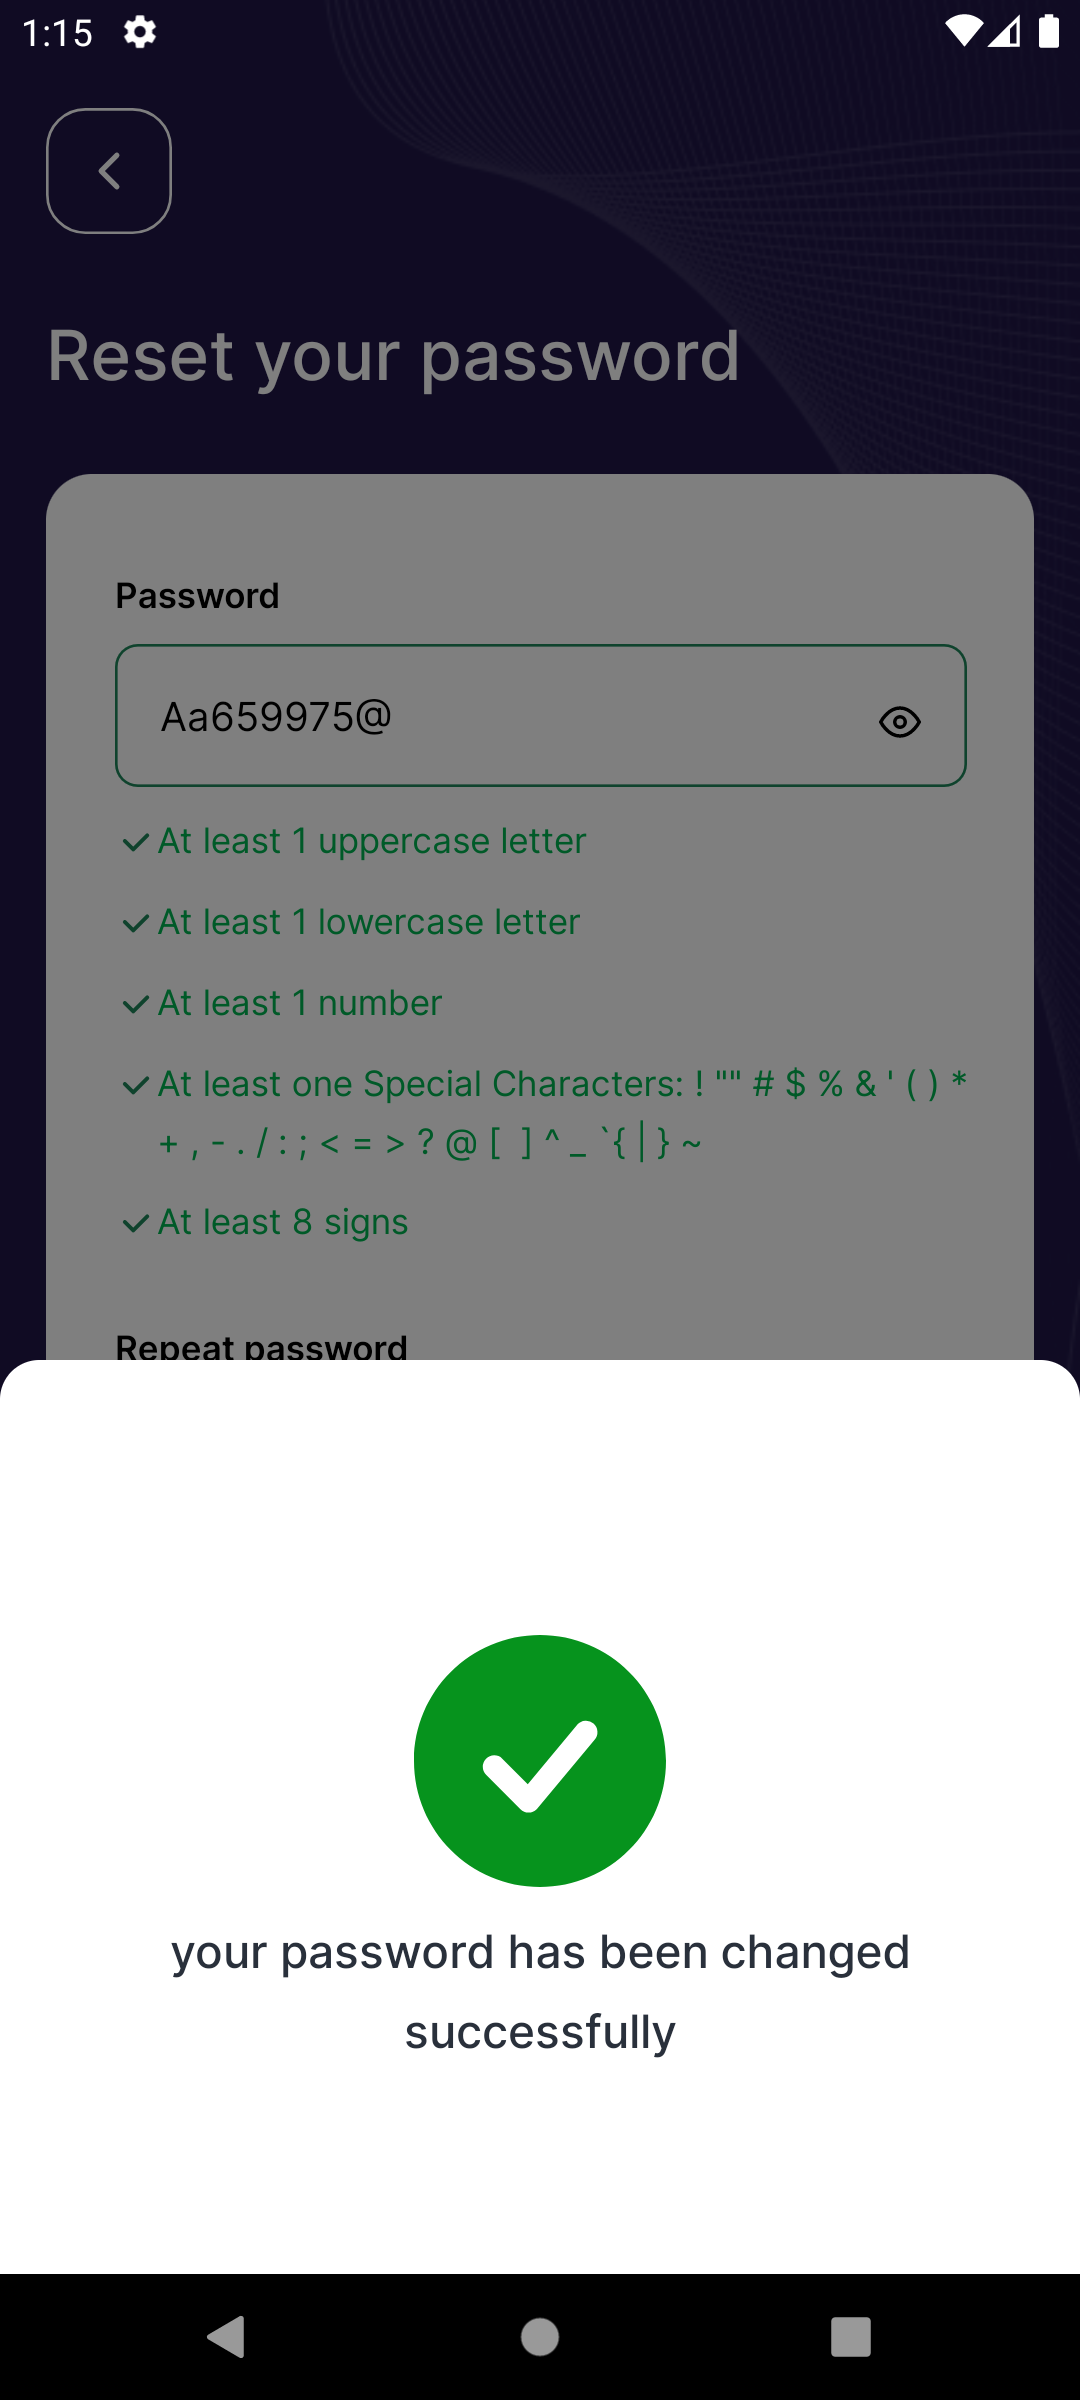 1:15
Reset your password
Password
Aa659975@
At least 1 uppercase letter
At least 1 lowercase letter
At least 1 number
At least one Special Characters: ! "" # $ % & ' ( ) *
+ , - . / : ; < = > ? @ [  ] ^ _ `{ | } ~
At least 8 signs
Repeat password
your password has been changed
successfully